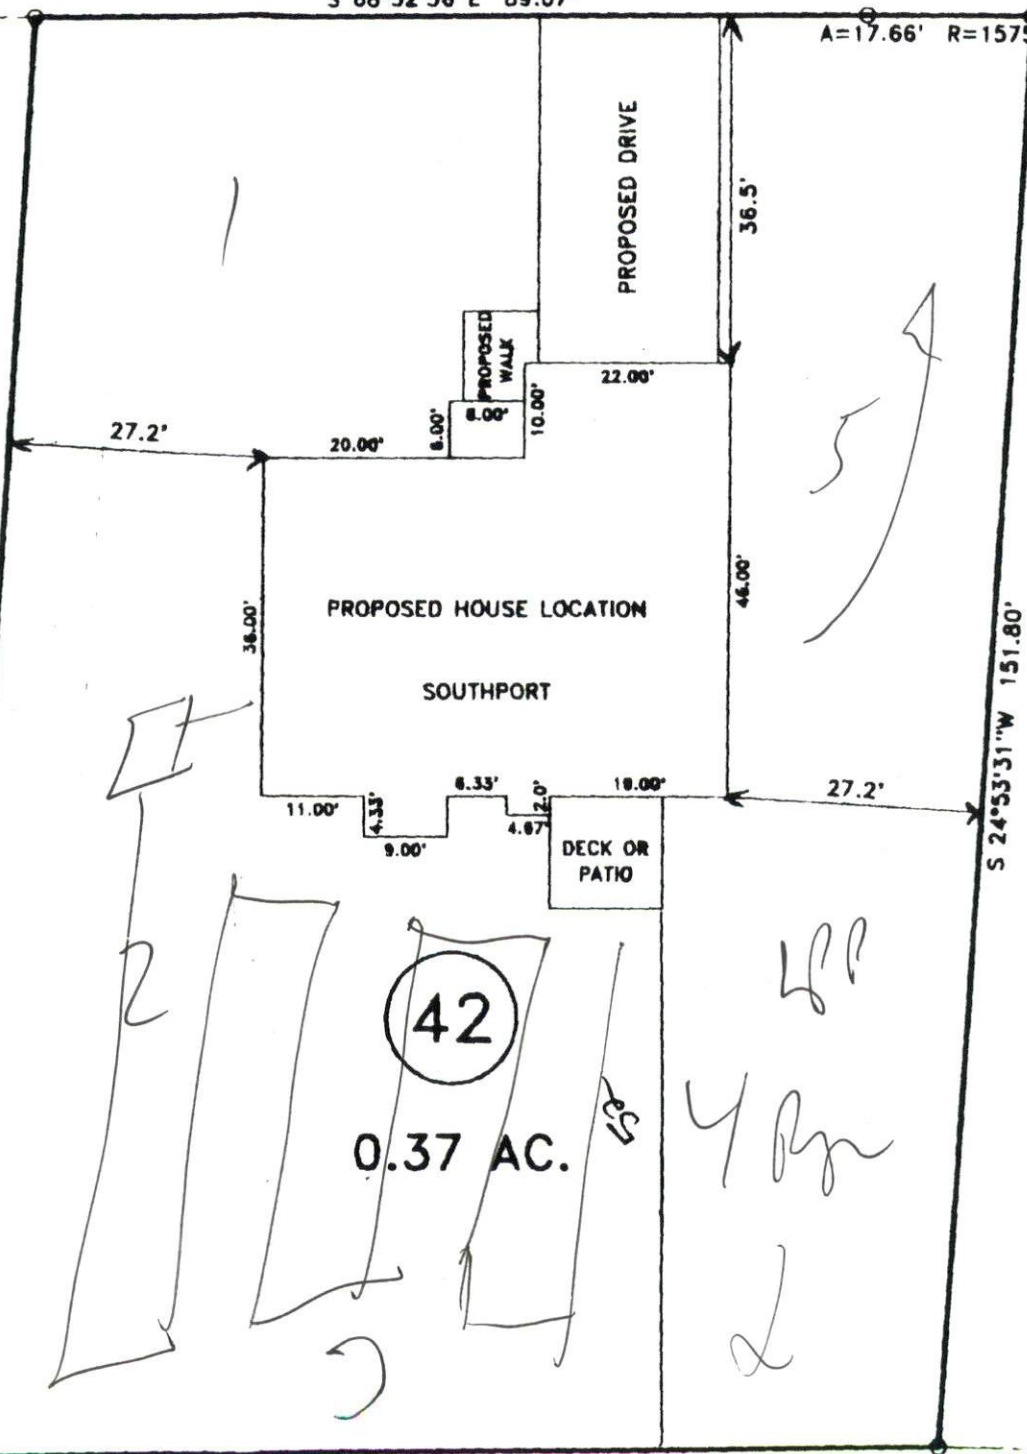 A=17.66' R=1575
PROPOSED DRIVE
36.5'
1
PROPOSED
WALK
22.00'
8.00'
10.00'
6.00'
27.2'
20.00'
5
PROPOSED HOUSE LOCATION
46.00'
36.00'
SOUTHPORT
S 24°53'31"W 151.80'
11.00'
4.33'
9.00'
6.33'
2.0'
4.67'
18.00'
27.2'
DECK OR
PATIO
2
42
0.37 AC.
4